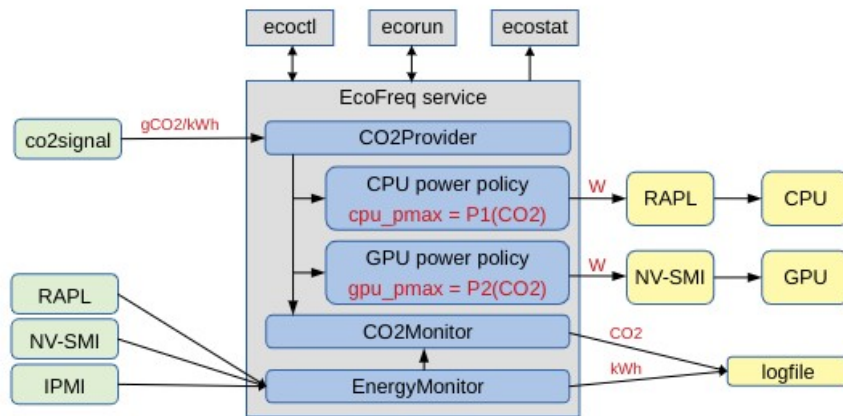 ecoctl
ecorun
ecostat
EcoFreq service
gCO2/kWh
co2signal
CO2Provider
CPU power policy
cpu_pmax = P1(CO2)
W
RAPL
CPU
GPU power policy
gpu_pmax = P2(CO2)
W
NV-SMI
GPU
RAPL
NV-SMI
IPMI
CO2Monitor
CO2
EnergyMonitor
kWh
logfile